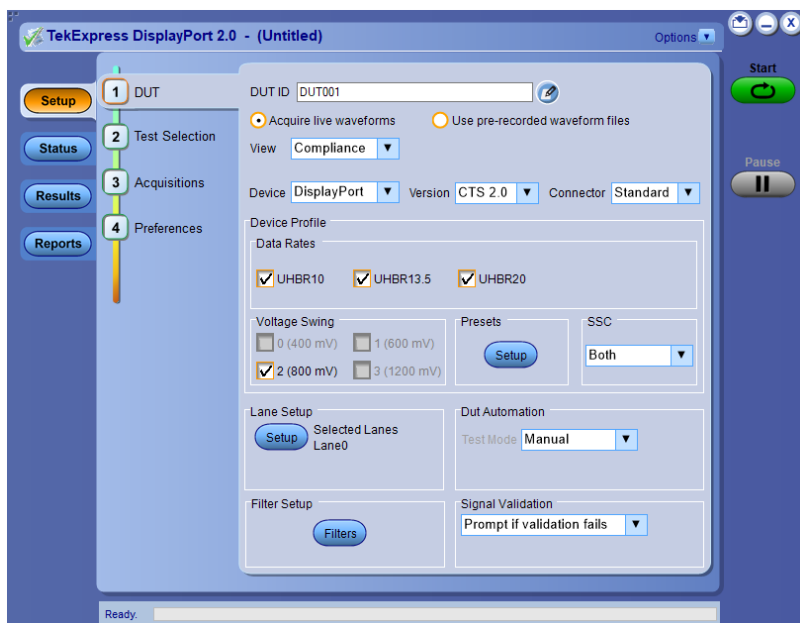 TekExpress DisplayPort 2.0 - (Untitled)
Options
Start
Pause
Setup
Status
Results
Reports
1 DUT
2 Test Selection
3 Acquisitions
4 Preferences
DUT ID DUT001
Acquire live waveforms Use pre-recorded waveform files
View Compliance
Device DisplayPort Version CTS 2.0 Connector Standard
Device Profile
Data Rates
UHBR10 UHBR13.5 UHBR20
Voltage Swing
0 (400 mV) 1 (600 mV)
2 (800 mV) 3 (1200 mV)
Presets
Setup
SSC
Both
Lane Setup
Setup Selected Lanes
Lane0
Dut Automation
Test Mode Manual
Filter Setup
Filters
Signal Validation
Prompt if validation fails
Ready.